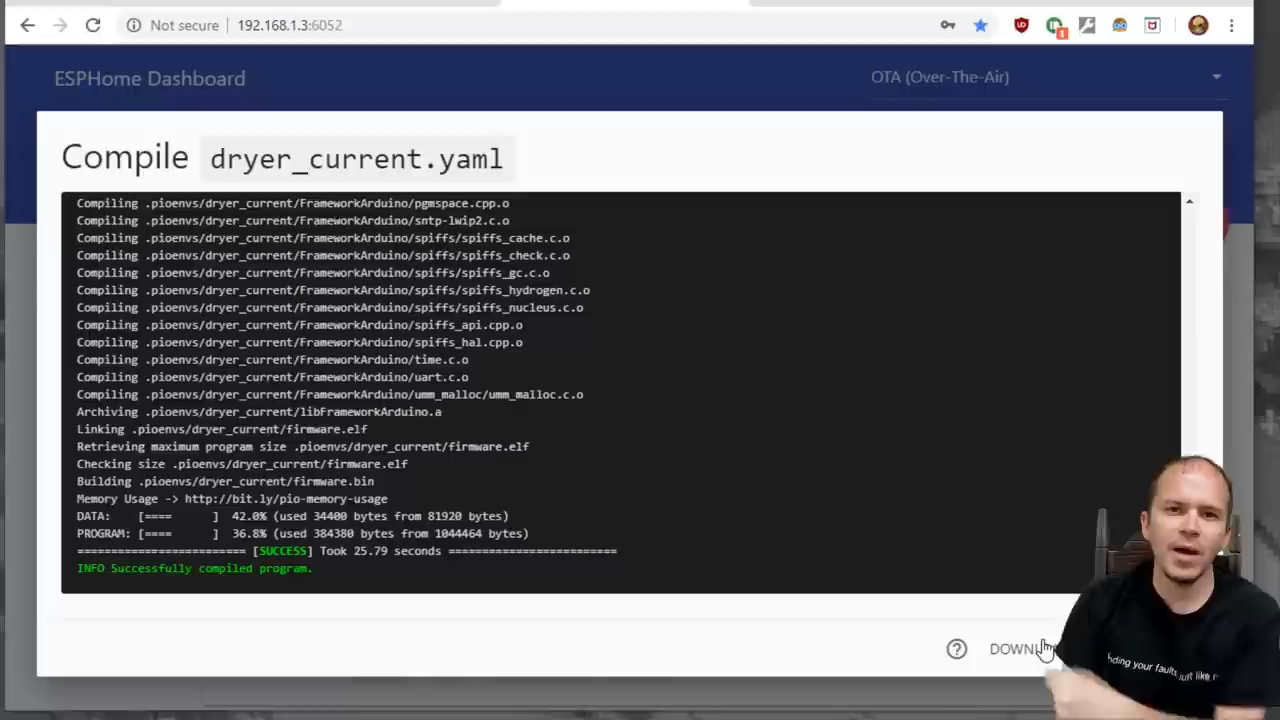 Not secure
192.168.1.3:6052
1
ESPHome Dashboard
OTA (Over-The-Air)
Compile dryer_current.yaml
Compiling .pioenvs/dryer_current/FrameworkArduino/pgmspace.cpp.o
Compiling .pioenvs/dryer_current/FrameworkArduino/sntp-lwip2.c.o
Compiling .pioenvs/dryer_current/FrameworkArduino/spiffs/spiffs_cache.c.o
Compiling .pioenvs/dryer_current/FrameworkArduino/spiffs/spiffs_check.c.o
Compiling .pioenvs/dryer_current/FrameworkArduino/spiffs/spiffs_gc.c.o
Compiling .pioenvs/dryer_current/FrameworkArduino/spiffs/spiffs_hydrogen.c.o
Compiling .pioenvs/dryer_current/FrameworkArduino/spiffs/spiffs_nucleus.c.o
Compiling .pioenvs/dryer_current/FrameworkArduino/spiffs_api.cpp.o
Compiling .pioenvs/dryer_current/FrameworkArduino/spiffs_hal.cpp.o
Compiling .pioenvs/dryer_current/FrameworkArduino/time.c.o
Compiling .pioenvs/dryer_current/FrameworkArduino/uart.c.o
Compiling .pioenvs/dryer_current/FrameworkArduino/umm_malloc/umm_malloc.c.o
Archiving .pioenvs/dryer_current/libFrameworkArduino.a
Linking .pioenvs/dryer_current/firmware.elf
Retrieving maximum program size .pioenvs/dryer_current/firmware.elf
Checking size .pioenvs/dryer_current/firmware.elf
Building .pioenvs/dryer_current/firmware.bin
Memory Usage -> http://bit.ly/pio-memory-usage
DATA:    [====      ]  42.0% (used 34400 bytes from 81920 bytes)
PROGRAM: [====      ]  36.8% (used 384380 bytes from 1044464 bytes)
========================= [SUCCESS] Took 25.79 seconds =========================
INFO Successfully compiled program.
DOWN
your faults just like